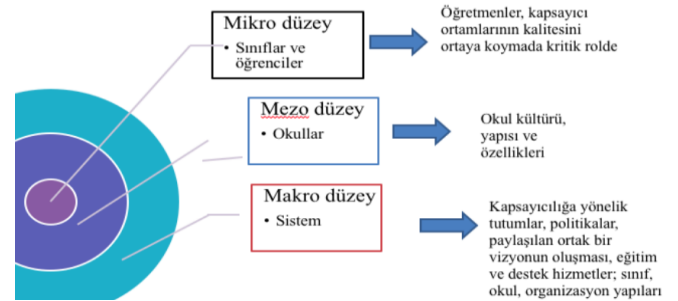 Mikro düzey
• Sınıflar ve
öğrenciler
Öğretmenler, kapsayıcı
ortamlarının kalitesini
ortaya koymada kritik rolde
Mezo düzey
• Okullar
Okul kültürü,
yapısı ve
özellikleri
Makro düzey
• Sistem
Kapsayıcılığa yönelik
tutumlar, politikalar,
paylaşılan ortak bir
vizyonun oluşması, eğitim
ve destek hizmetler; sınıf,
okul, organizasyon yapıları